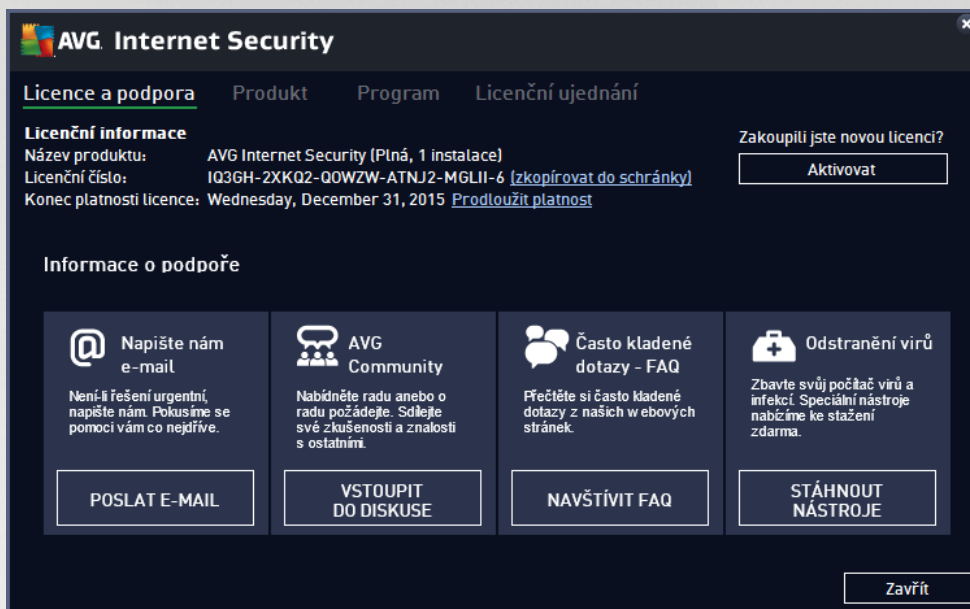 AVG. Internet Security
Licence a podpora Produkt Program Licenční ujednání
Licenční informace
Název produktu: AVG Internet Security (Plná, 1 instalace)
Licenční číslo: IQ3GH-2XKQ2-QOWZW-ATNJ2-MGLII-6 (zkopírovat do schránky)
Konec platnosti licence: Wednesday, December 31, 2015 Prodloužit platnost
Zakoupili jste novou licenci?
Aktivovat
Informace o podpoře
Napište nám
e-mail
Není-li řešení urgentní,
napište nám. Pokusíme se
pomoci vám co nejdříve.
POSLAT E-MAIL
AVG
Community
Nabídněte radu anebo o
radu požádejte. Sdílejte
své zkušenosti a znalosti
s ostatními.
VSTOUPIT
DO DISKUSE
Často kladené
dotazy - FAQ
Přečtěte si často kladené
dotazy z našich webových
stránek.
NAVŠTÍVIT FAQ
Odstranění virů
Zbavte svůj počítač virů a
infekcí. Speciální nástroje
nabízíme ke stažení
zdarma.
STÁHNOUT
NÁSTROJE
Zavřít